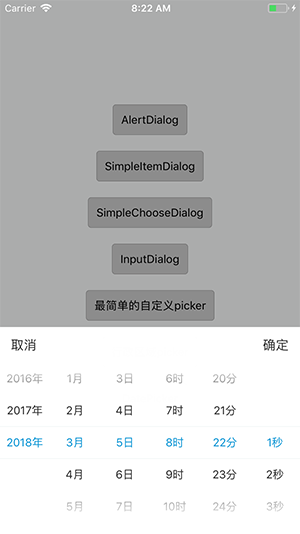 Carrier 8:22 AM
AlertDialog
SimpleItemDialog
SimpleChooseDialog
InputDialog
最简单的自定义picker
取消 确定
2016年 1月 3日 6时 20分
2017年 2月 4日 7时 21分
2018年 3月 5日 8时 22分 1秒
4月 6日 9时 23分 2秒
5月 7日 10时 24分 3秒